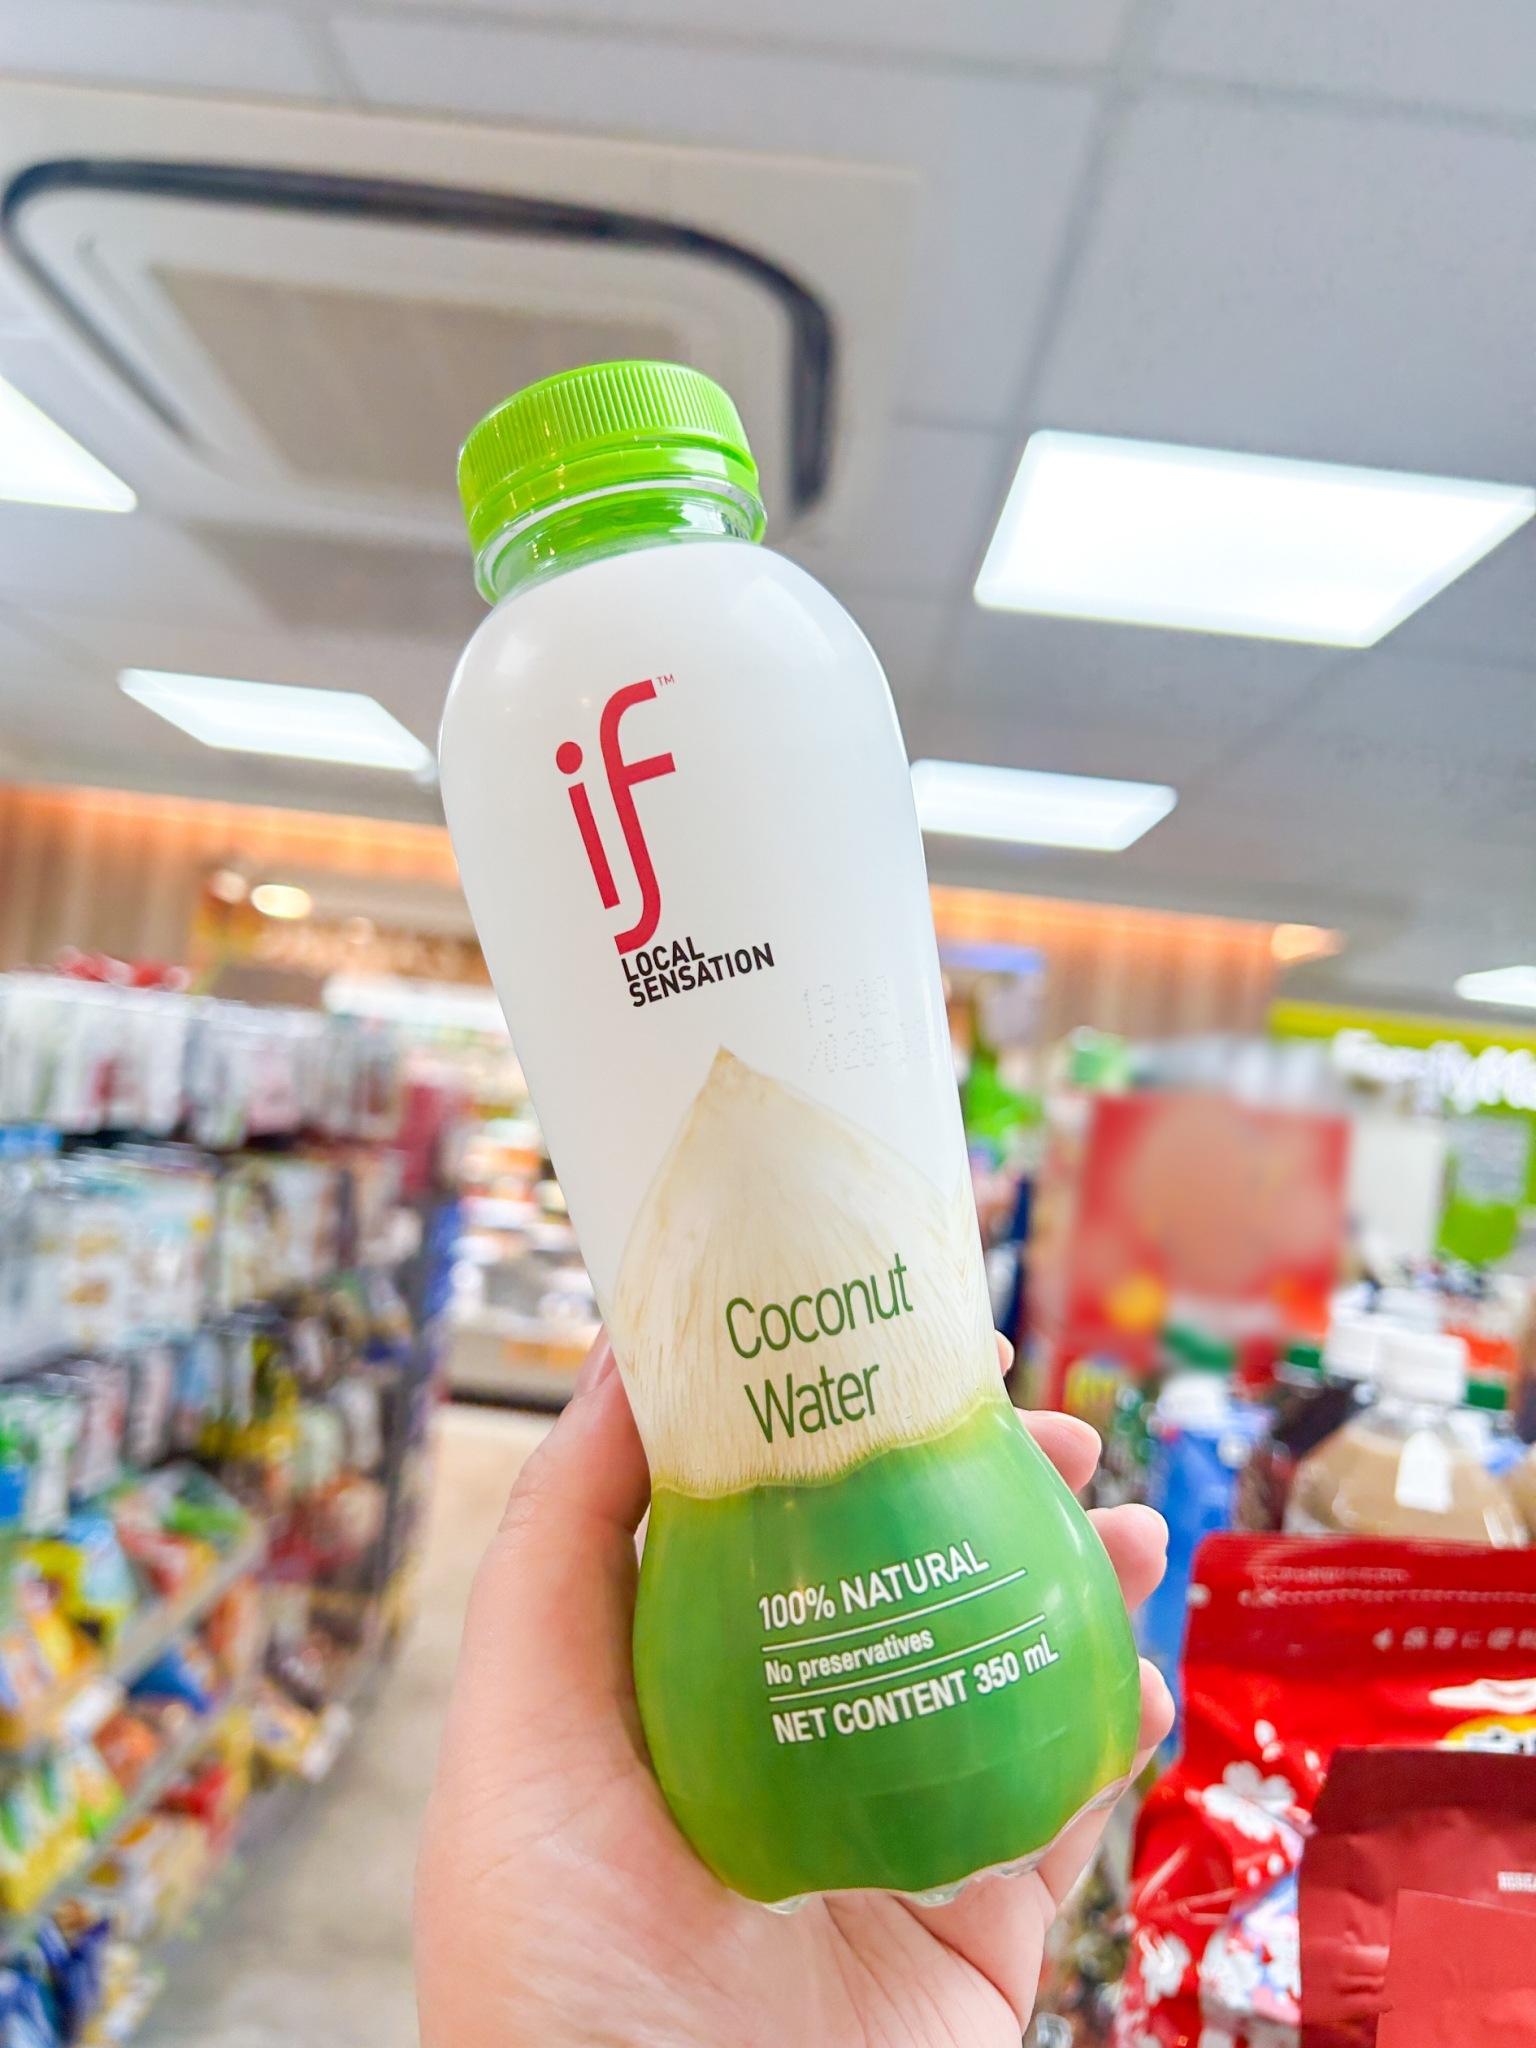 if™
LOCAL
SENSATION
Coconut
Water
100% NATURAL
No preservatives
NET CONTENT 350 mL